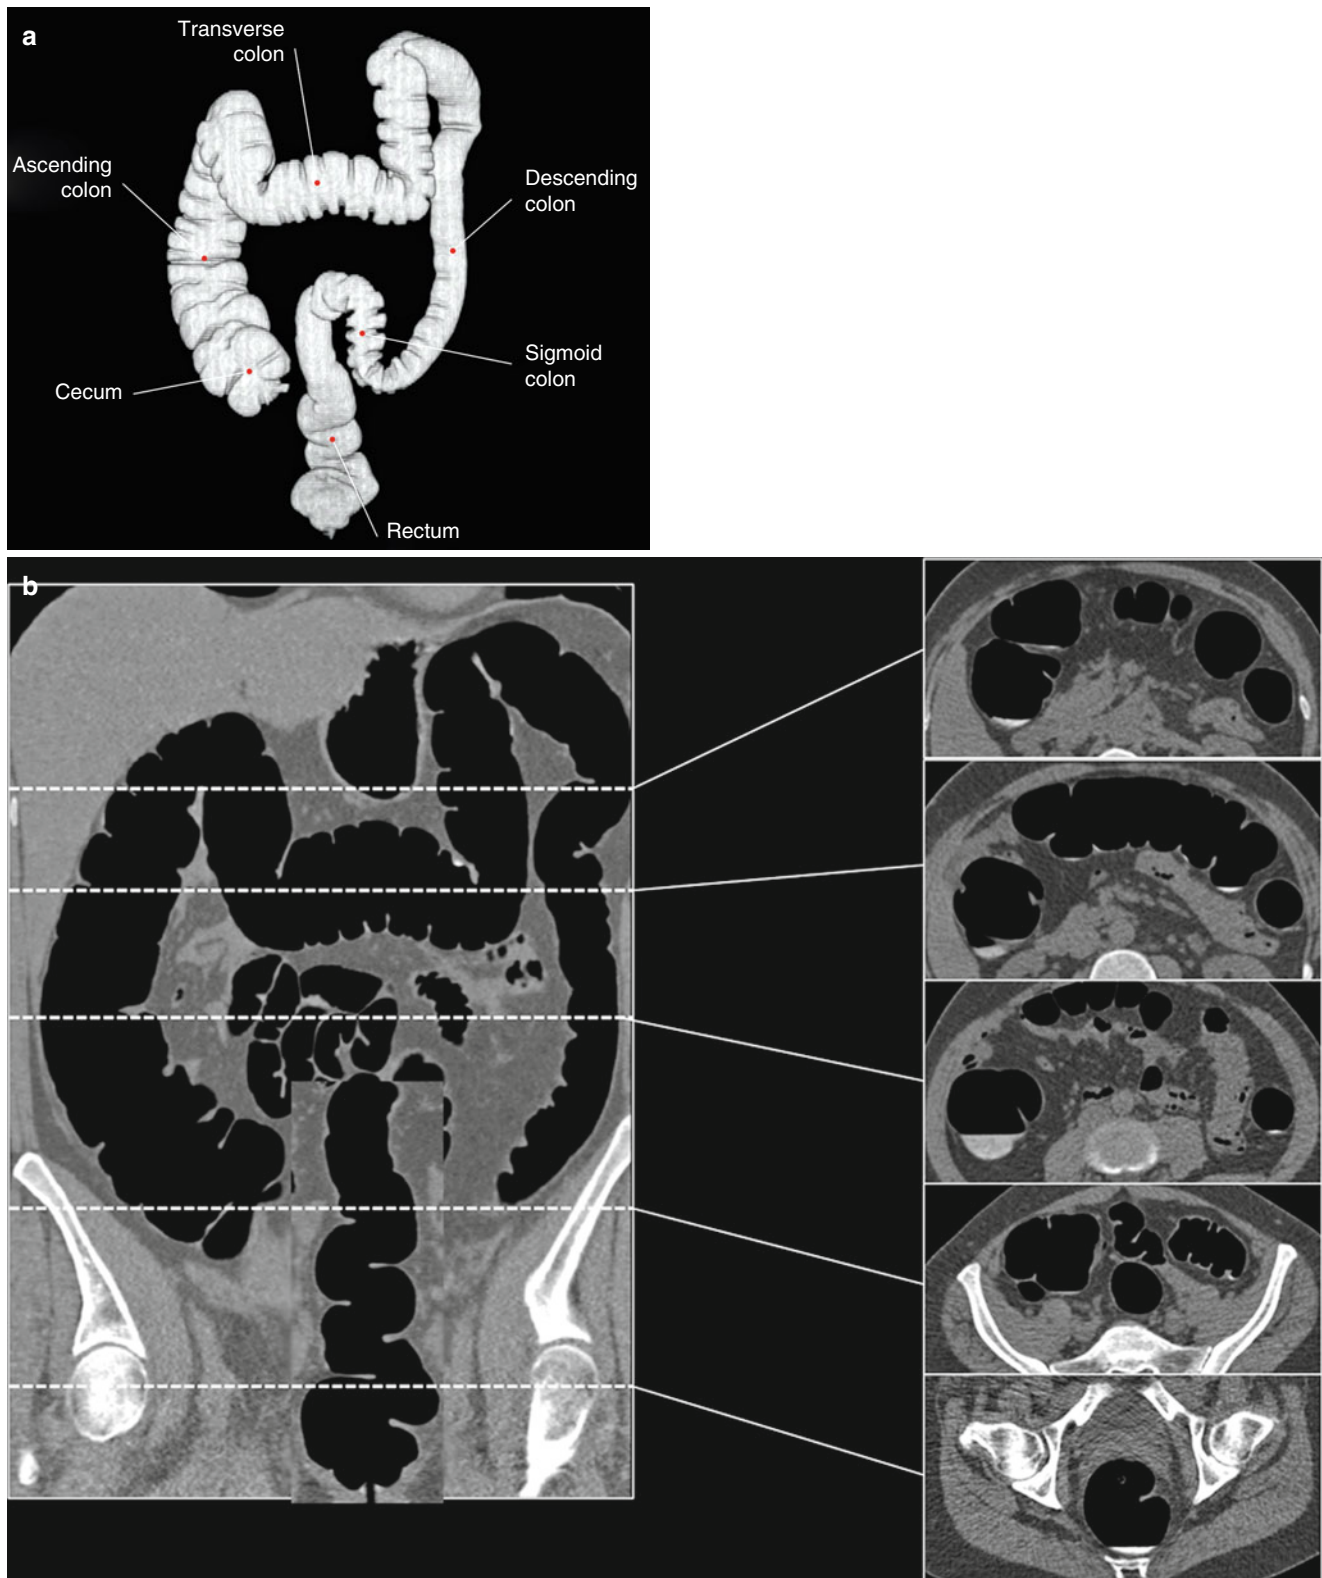 a
Transverse
colon
Ascending
colon
Descending
colon
Sigmoid
colon
Cecum
Rectum
b